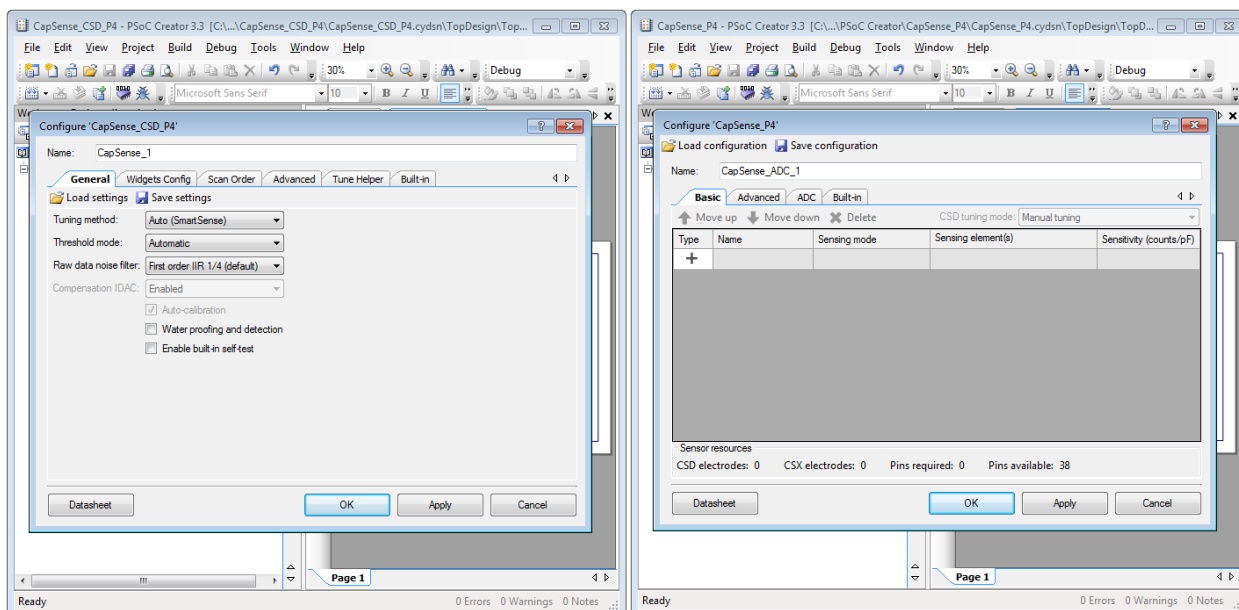 CapSense_CSD_P4 - PSoC Creator 3.3 [C:\...\CapSense_CSD_P4\CapSense_CSD_P4.cydsn\TopDesign\Top...
File Edit View Project Build Debug Tools Window Help
30% Debug
Microsoft Sans Serif 10 B I U
Configure 'CapSense_CSD_P4'
Name: CapSense_1
General Widgets Config Scan Order Advanced Tune Helper Built-in
Load settings Save settings
Tuning method: Auto (SmartSense)
Threshold mode: Automatic
Raw data noise filter: First order IIR 1/4 (default)
Compensation IDAC: Enabled
Auto-calibration
Water proofing and detection
Enable built-in self-test
Datasheet OK Apply Cancel
Page 1
Ready 0 Errors 0 Warnings 0 Notes
CapSense_P4 - PSoC Creator 3.3 [C:\...\PSoC Creator\CapSense_P4\CapSense_P4.cydsn\TopDesign\TopD...
File Edit View Project Build Debug Tools Window Help
30% Debug
Microsoft Sans Serif 10 B I U
Configure 'CapSense_P4'
Load configuration Save configuration
Name: CapSense_ADC_1
Basic Advanced ADC Built-in
Move up Move down Delete CSD tuning mode: Manual tuning
Type Name Sensing mode Sensing element(s) Sensitivity (counts/pF)
Sensor resources
CSD electrodes: 0 CSX electrodes: 0 Pins required: 0 Pins available: 38
Datasheet OK Apply Cancel
Page 1
Ready 0 Errors 0 Warnings 0 Notes